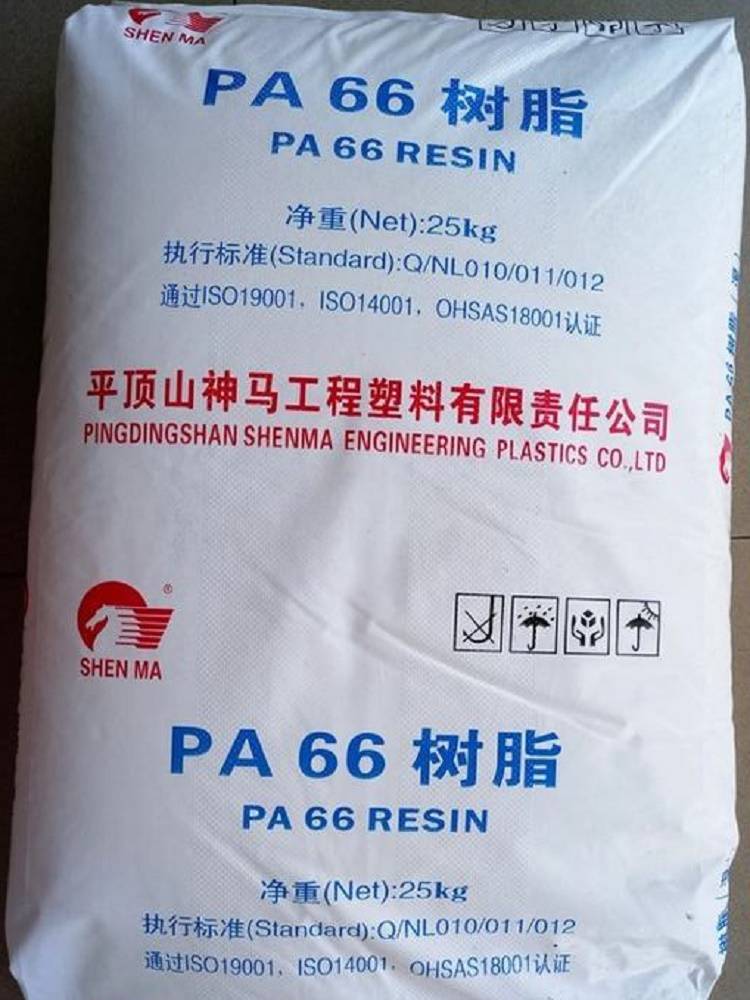 SHEN MA
PA 66 树脂
PA 66 RESIN
净重(Net):25kg
执行标准(Standard):Q/NL010/011/012
通过ISO19001, ISO14001, OHSAS18001认证
平顶山神马工程塑料有限责任公司
PINGDINGSHAN SHENMA ENGINEERING PLASTICS CO.,LTD
®
SHEN MA
PA 66 树脂
PA 66 RESIN
净重(Net):25kg
执行标准(Standard):Q/NL010/011/012
通过ISO19001, ISO14001, OHSAS18001认证
PA 66 树脂